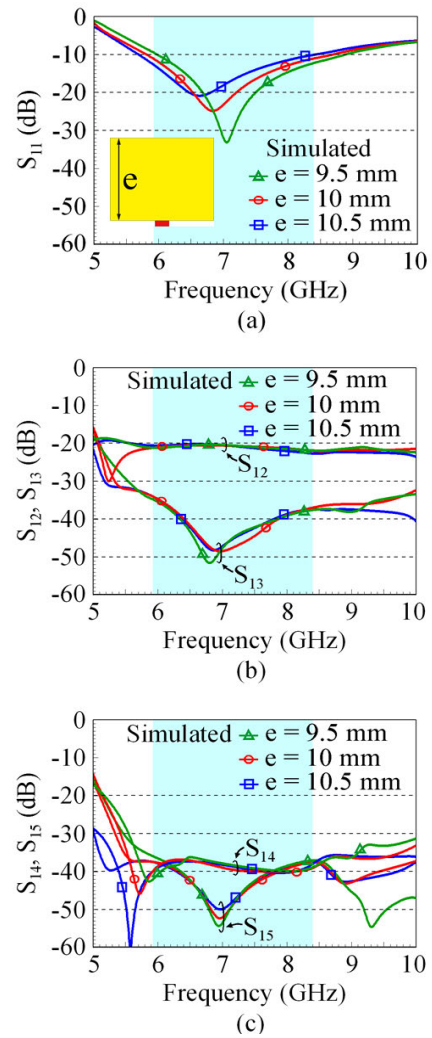 0
-10
-20
-30
-40
-50
-60
S11 (dB)
e
Simulated
e = 9.5 mm
e = 10 mm
e = 10.5 mm
5 6 7 8 9 10
Frequency (GHz)
(a)
0
-10
-20
-30
-40
-50
-60
S12, S13 (dB)
Simulated
e = 9.5 mm
e = 10 mm
e = 10.5 mm
S12
S13
5 6 7 8 9 10
Frequency (GHz)
(b)
0
-10
-20
-30
-40
-50
-60
S14, S15 (dB)
Simulated
e = 9.5 mm
e = 10 mm
e = 10.5 mm
S14
S15
5 6 7 8 9 10
Frequency (GHz)
(c)